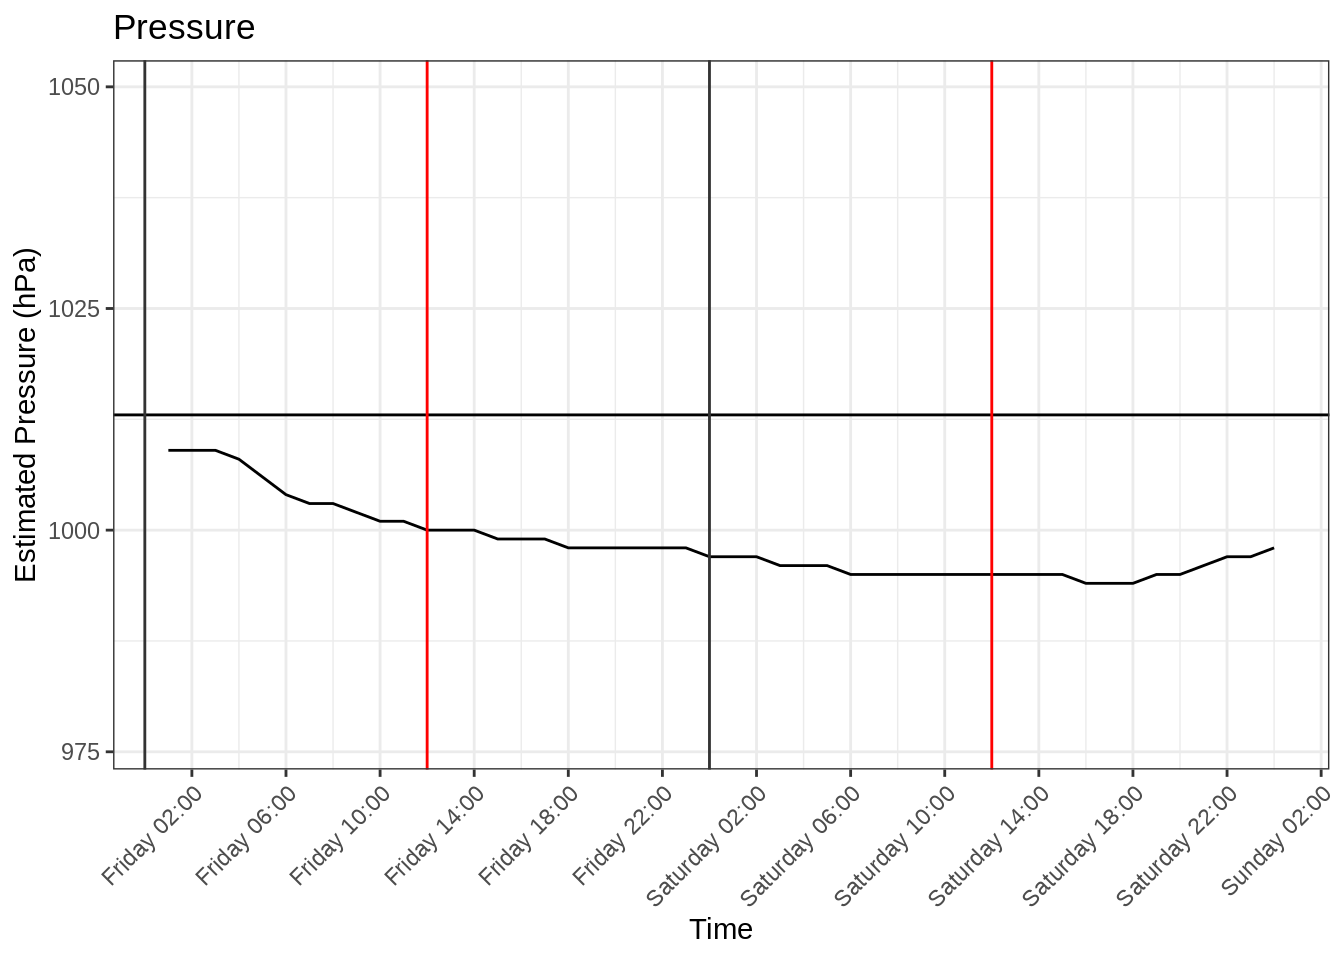 Pressure
Estimated Pressure (hPa)
1050
1025
1000
975
Friday 02:00
Friday 06:00
Friday 10:00
Friday 14:00
Friday 18:00
Friday 22:00
Saturday 02:00
Saturday 06:00
Saturday 10:00
Saturday 14:00
Saturday 18:00
Saturday 22:00
Sunday 02:00
Time